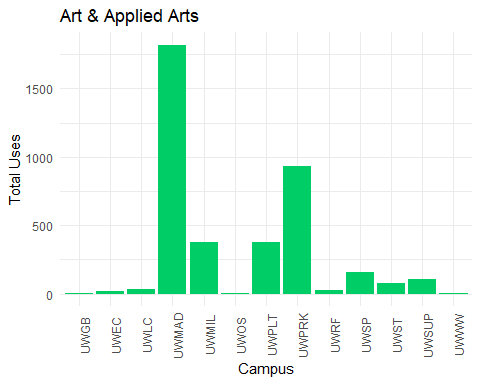 Art & Applied Arts
Total Uses
1500
1000
500
0
UWGB
UWEC
UWLC
UWMAD
UWMIL
UWOS
UWPLT
UWPRK
UWRF
UWSP
UWST
UWSUP
UWWW
Campus